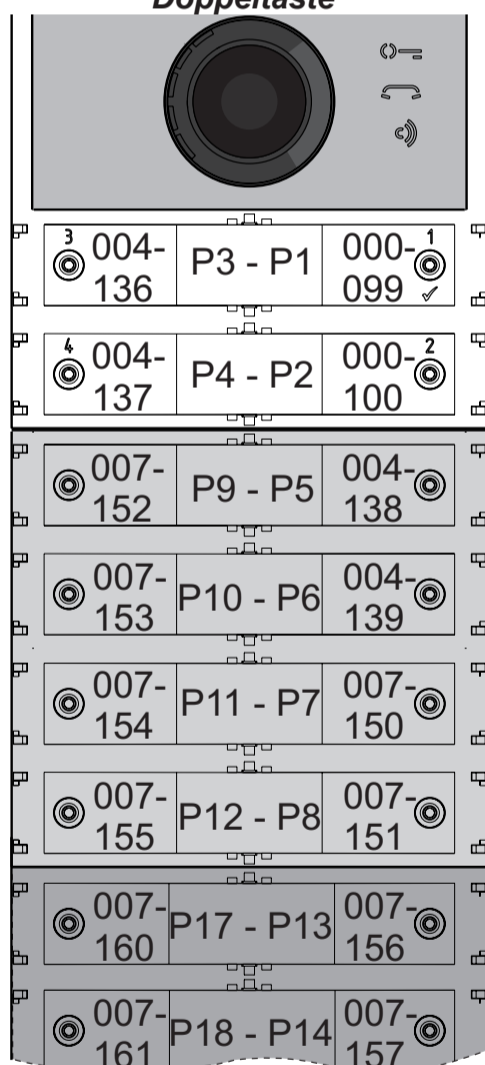 Doppeltaste
3 004- P3 - P1 000- 1
136 099 ✓
4 004- P4 - P2 000- 2
137 100
007- P9 - P5 004-
152 138
007- P10 - P6 004-
153 139
007- P11 - P7 007-
154 150
007- P12 - P8 007-
155 151
007- P17 - P13 007-
160 156
007- P18 - P14 007-
161 157